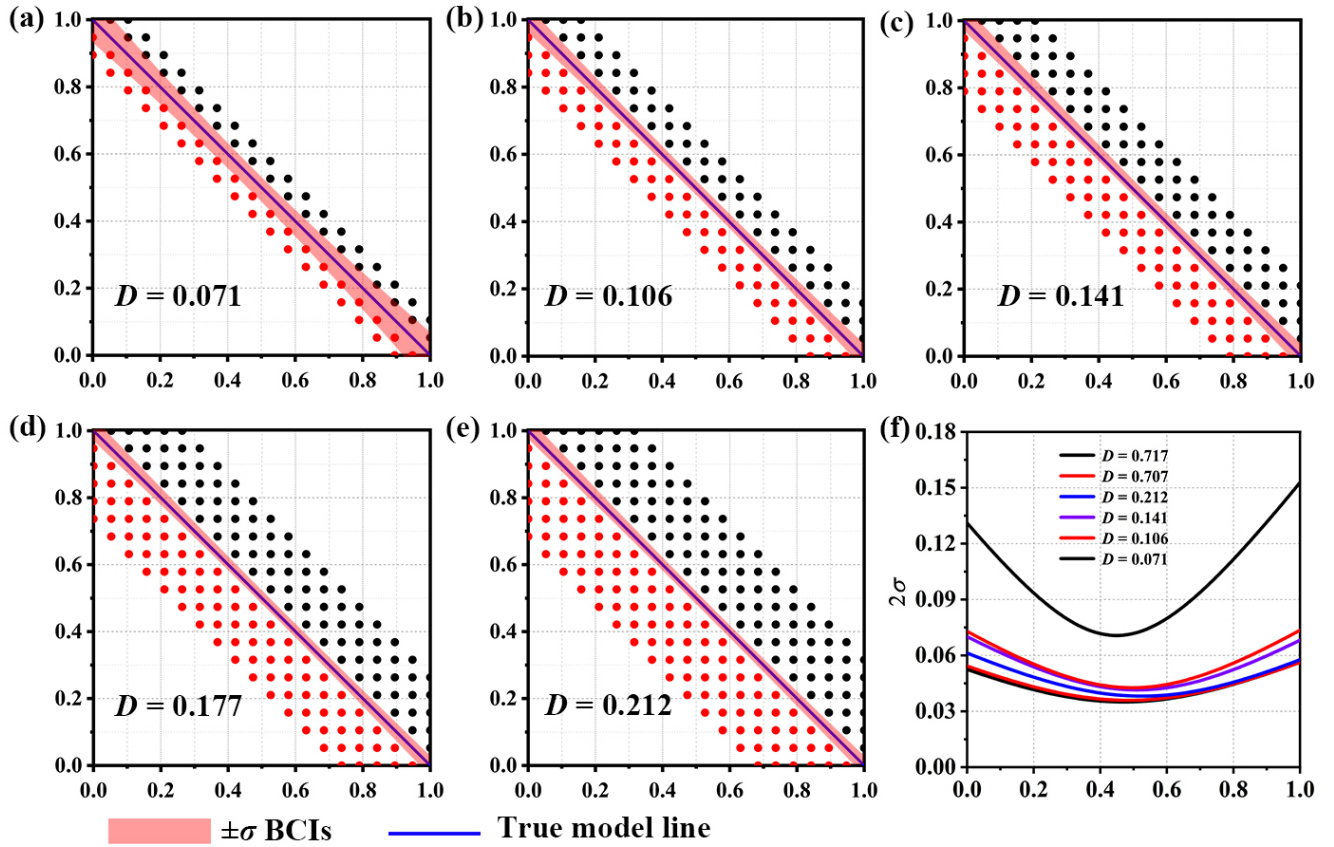 (a)
1.0
0.8
0.6
0.4
0.2
0.0
D = 0.071
0.0 0.2 0.4 0.6 0.8 1.0
(b)
1.0
0.8
0.6
0.4
0.2
0.0
D = 0.106
0.0 0.2 0.4 0.6 0.8 1.0
(c)
1.0
0.8
0.6
0.4
0.2
0.0
D = 0.141
0.0 0.2 0.4 0.6 0.8 1.0
(d)
1.0
0.8
0.6
0.4
0.2
0.0
D = 0.177
0.0 0.2 0.4 0.6 0.8 1.0
(e)
1.0
0.8
0.6
0.4
0.2
0.0
D = 0.212
0.0 0.2 0.4 0.6 0.8 1.0
(f)
0.18
0.15
0.12
0.09
0.06
0.03
0.00
2σ
D = 0.717
D = 0.707
D = 0.212
D = 0.141
D = 0.106
D = 0.071
0.0 0.2 0.4 0.6 0.8 1.0
±σ BCIs
True model line